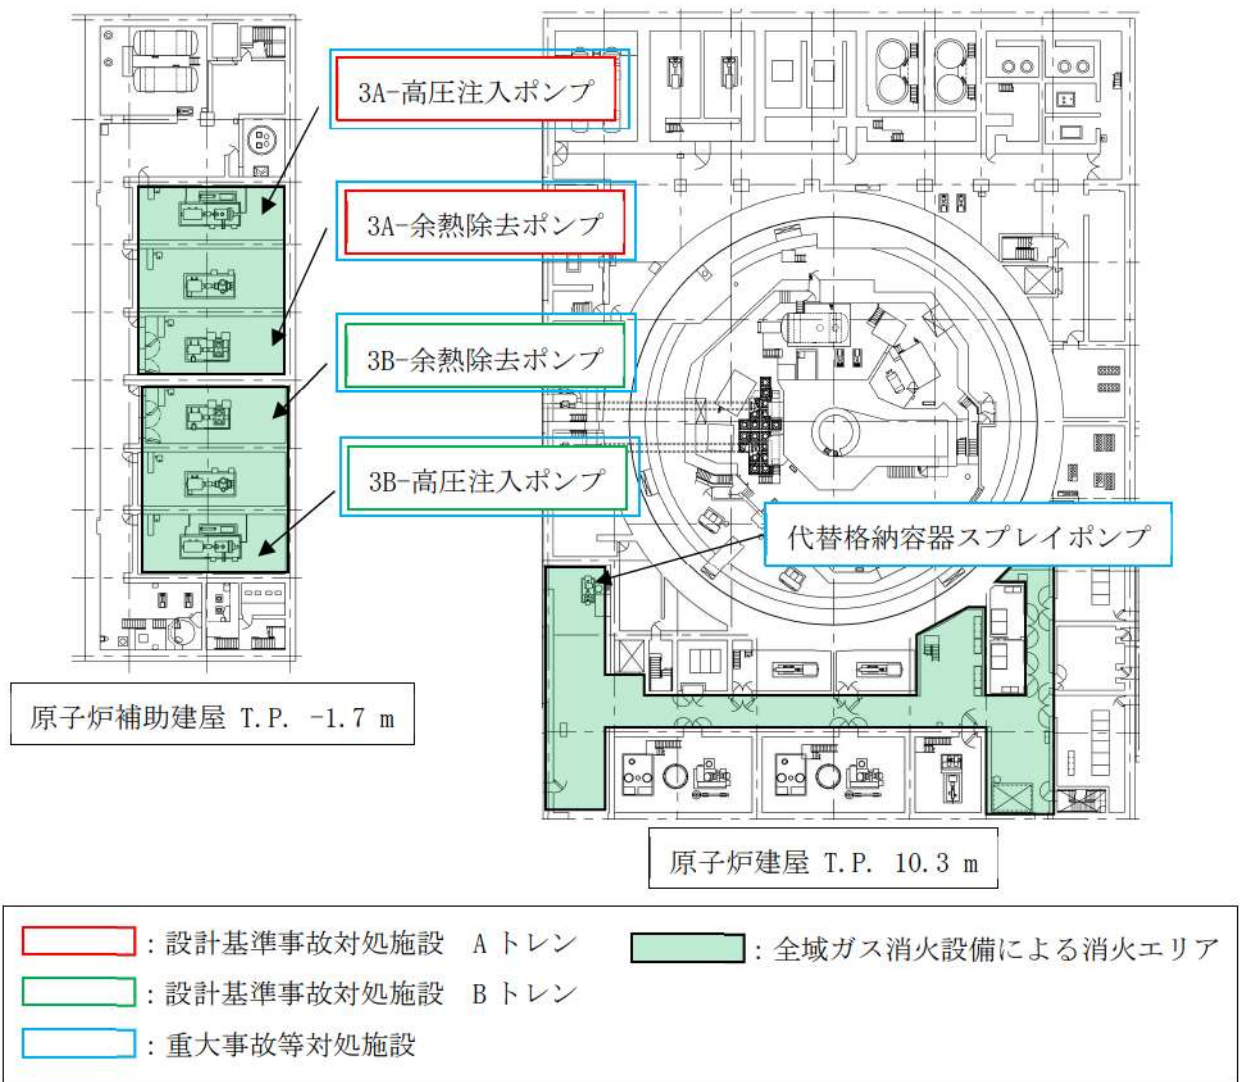 3A-高圧注入ポンプ
3A-余熱除去ポンプ
3B-余熱除去ポンプ
3B-高圧注入ポンプ
代替格納容器スプレイポンプ
原子炉補助建屋 T.P. -1.7 m
原子炉建屋 T.P. 10.3 m
：設計基準事故対処施設　A トレン
：設計基準事故対処施設　B トレン
：重大事故等対処施設
：全域ガス消火設備による消火エリア